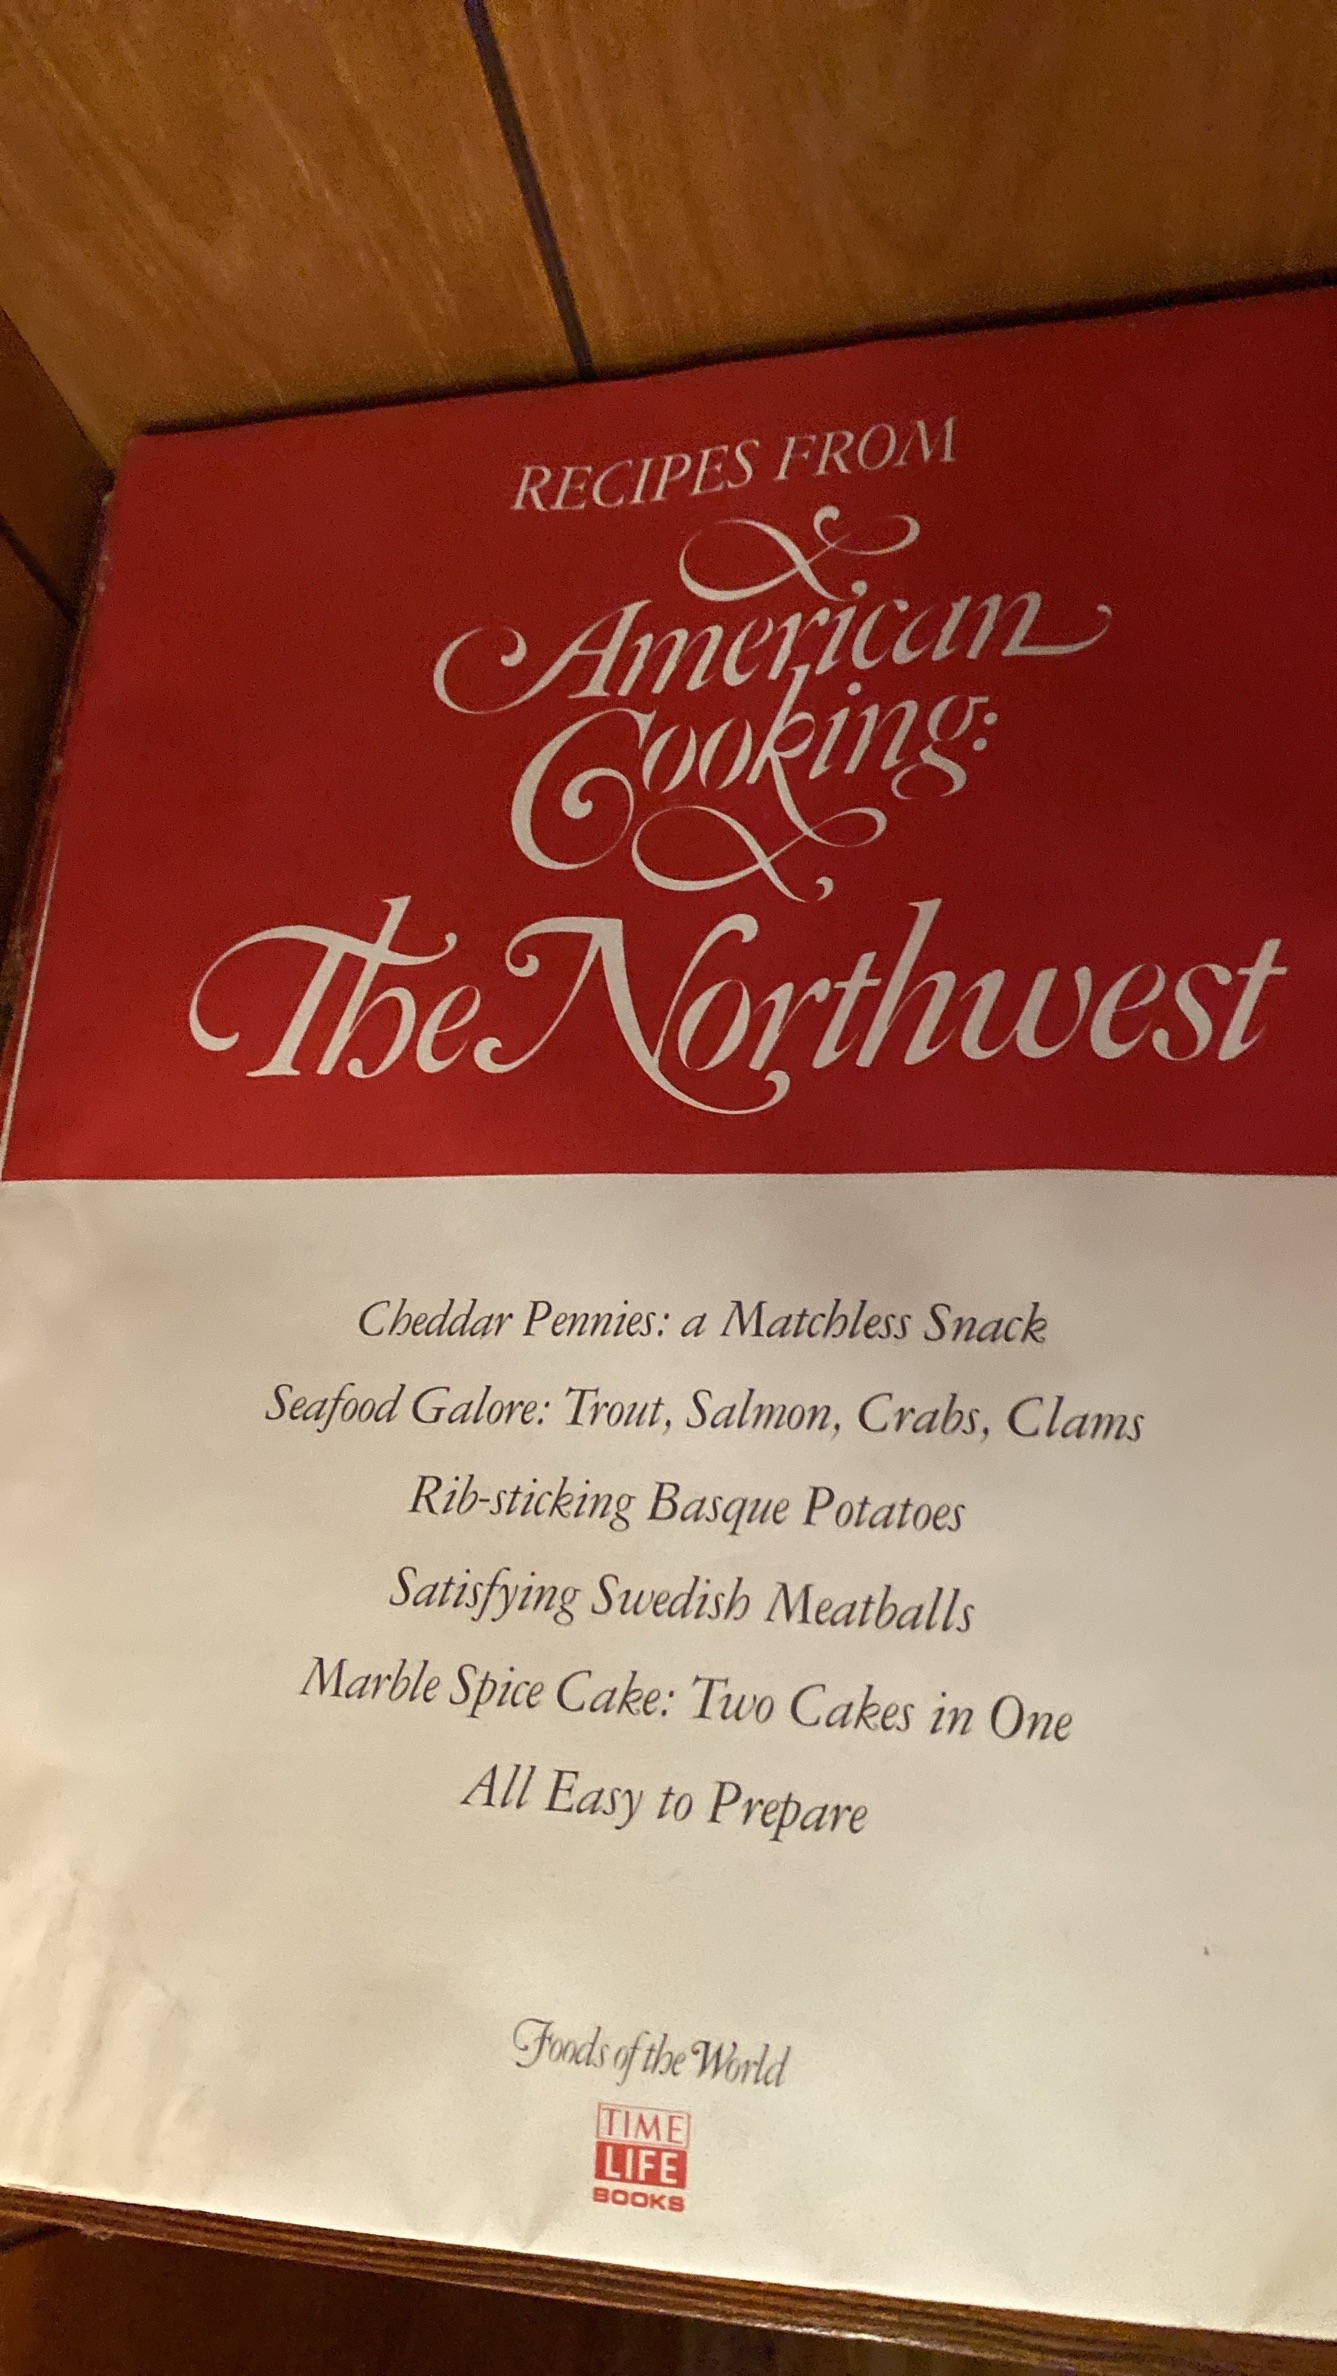 RECIPES FROM
American
Cooking:
The Northwest
Cheddar Pennies: a Matchless Snack
Seafood Galore: Trout, Salmon, Crabs, Clams
Rib-sticking Basque Potatoes
Satisfying Swedish Meatballs
Marble Spice Cake: Two Cakes in One
All Easy to Prepare
Foods of the World
TIME
LIFE
BOOKS